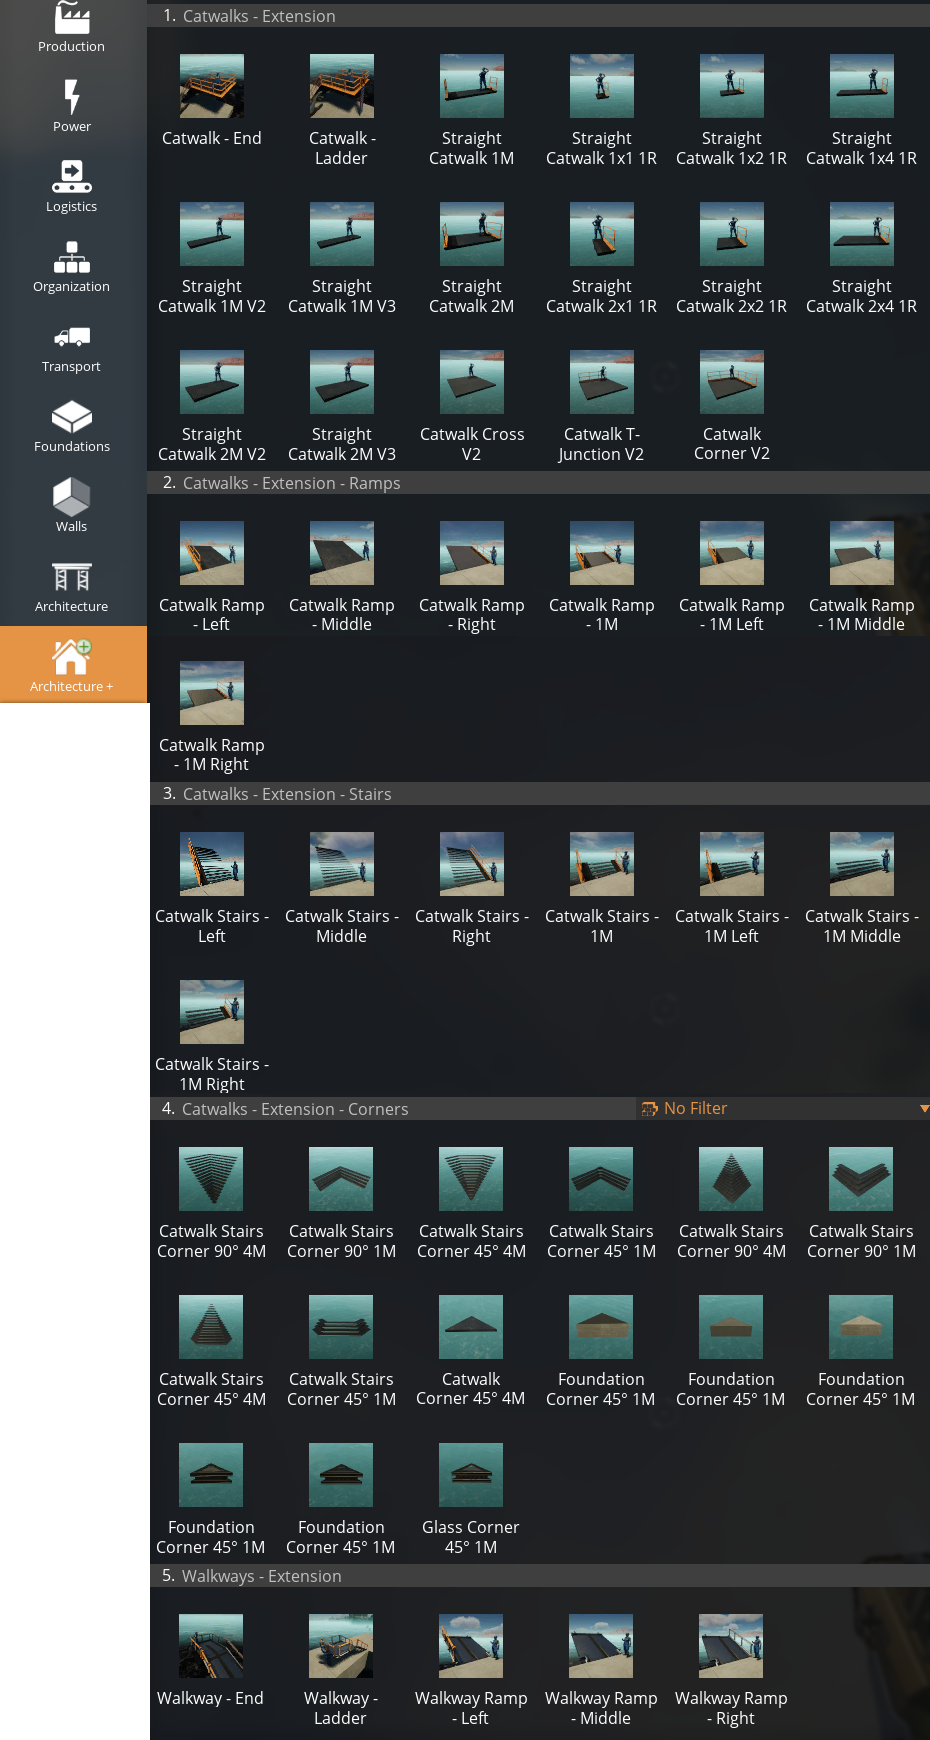 Production
Power
Logistics
Organization
Transport
Foundations
Walls
Architecture
Architecture +
1. Catwalks - Extension
Catwalk - End
Catwalk -
Ladder
Straight
Catwalk 1M
Straight
Catwalk 1x1 1R
Straight
Catwalk 1x2 1R
Straight
Catwalk 1x4 1R
Straight
Catwalk 1M V2
Straight
Catwalk 1M V3
Straight
Catwalk 2M
Straight
Catwalk 2x1 1R
Straight
Catwalk 2x2 1R
Straight
Catwalk 2x4 1R
Straight
Catwalk 2M V2
Straight
Catwalk 2M V3
Catwalk Cross
V2
Catwalk T-
Junction V2
Catwalk
Corner V2
2. Catwalks - Extension - Ramps
Catwalk Ramp
- Left
Catwalk Ramp
- Middle
Catwalk Ramp
- Right
Catwalk Ramp
- 1M
Catwalk Ramp
- 1M Left
Catwalk Ramp
- 1M Middle
Catwalk Ramp
- 1M Right
3. Catwalks - Extension - Stairs
Catwalk Stairs -
Left
Catwalk Stairs -
Middle
Catwalk Stairs -
Right
Catwalk Stairs -
1M
Catwalk Stairs -
1M Left
Catwalk Stairs -
1M Middle
Catwalk Stairs -
1M Right
4. Catwalks - Extension - Corners
No Filter
Catwalk Stairs
Corner 90° 4M
Catwalk Stairs
Corner 90° 1M
Catwalk Stairs
Corner 45° 4M
Catwalk Stairs
Corner 45° 1M
Catwalk Stairs
Corner 90° 4M
Catwalk Stairs
Corner 90° 1M
Catwalk Stairs
Corner 45° 4M
Catwalk Stairs
Corner 45° 1M
Catwalk
Corner 45° 4M
Foundation
Corner 45° 1M
Foundation
Corner 45° 1M
Foundation
Corner 45° 1M
Foundation
Corner 45° 1M
Foundation
Corner 45° 1M
Glass Corner
45° 1M
5. Walkways - Extension
Walkway - End
Walkway -
Ladder
Walkway Ramp
- Left
Walkway Ramp
- Middle
Walkway Ramp
- Right